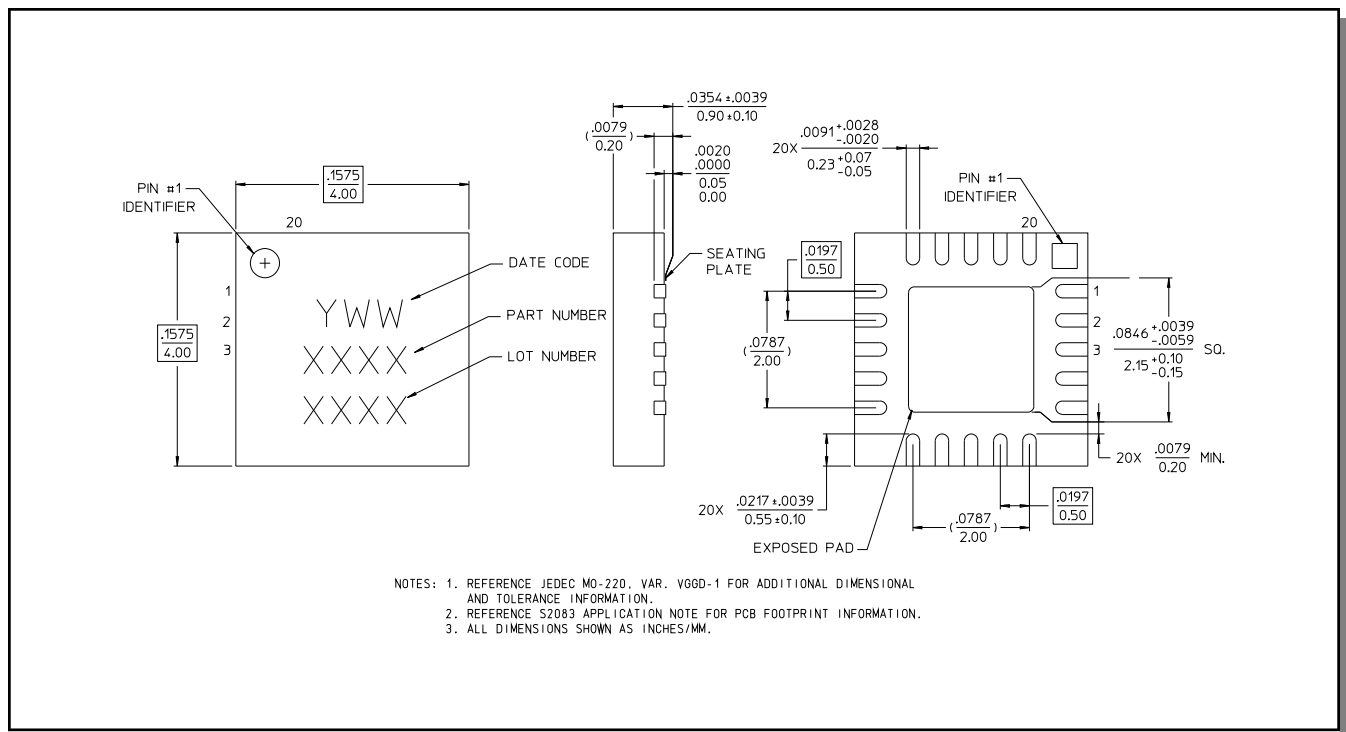 .0354 ±.0039
0.90 ±0.10
( .0079 )
0.20
.0020
.0000
0.05
0.00
.0091 +.0028 -.0020
20X
0.23 +0.07 -0.05
PIN #1
IDENTIFIER
.1575
4.00
PIN #1
IDENTIFIER
20
20
DATE CODE
SEATING
PLATE
.0197
0.50
1
2
3
YWW
XXXX
XXXX
PART NUMBER
LOT NUMBER
.1575
4.00
( .0787 )
2.00
1
2
3
.0846 +.0039 -.0059
SQ.
2.15 +0.10 -0.15
20X .0079 MIN.
0.20
20X .0217 ±.0039
0.55 ±0.10
.0197
0.50
( .0787 )
2.00
EXPOSED PAD
NOTES: 1. REFERENCE JEDEC MO-220, VAR. VGGD-1 FOR ADDITIONAL DIMENSIONAL
AND TOLERANCE INFORMATION.
2. REFERENCE S2083 APPLICATION NOTE FOR PCB FOOTPRINT INFORMATION.
3. ALL DIMENSIONS SHOWN AS INCHES/MM.